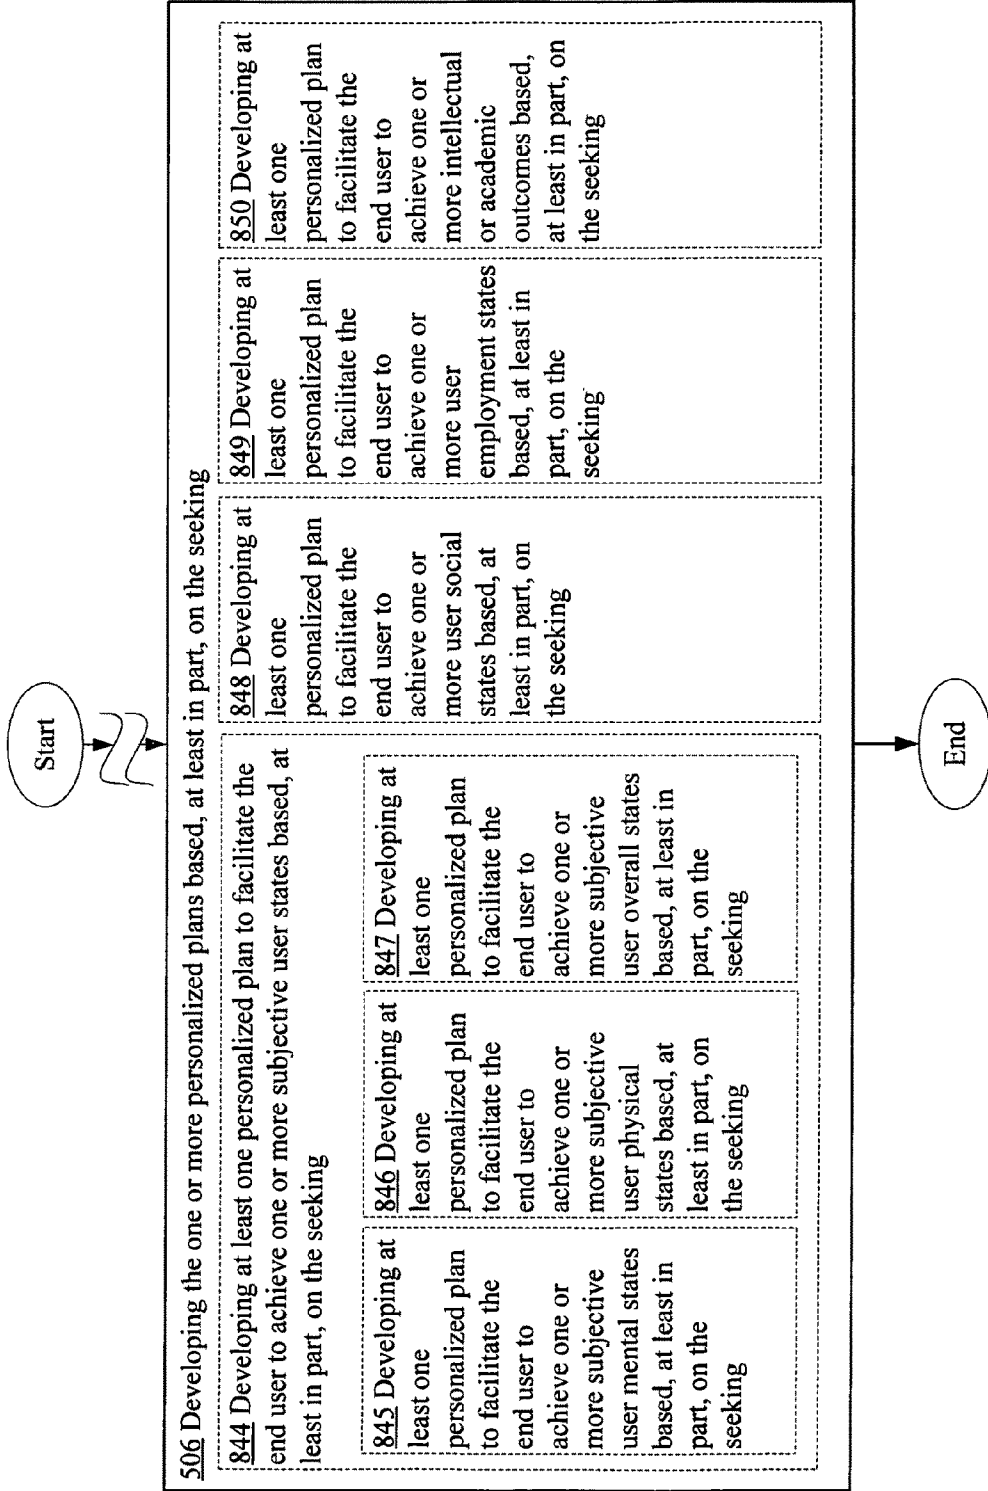 Start
506 Developing the one or more personalized plans based, at least in part, on the seeking
844 Developing at least one personalized plan to facilitate the
end user to achieve one or more subjective user states based, at
least in part, on the seeking
845 Developing at
least one
personalized plan
to facilitate the
end user to
achieve one or
more subjective
user mental states
based, at least in
part, on the
seeking
846 Developing at
least one
personalized plan
to facilitate the
end user to
achieve one or
more subjective
user physical
states based, at
least in part, on
the seeking
847 Developing at
least one
personalized plan
to facilitate the
end user to
achieve one or
more subjective
user overall states
based, at least in
part, on the
seeking
848 Developing at
least one
personalized plan
to facilitate the
end user to
achieve one or
more user social
states based, at
least in part, on
the seeking
849 Developing at
least one
personalized plan
to facilitate the
end user to
achieve one or
more user
employment states
based, at least in
part, on the
seeking
850 Developing at
least one
personalized plan
to facilitate the
end user to
achieve one or
more intellectual
or academic
outcomes based,
at least in part, on
the seeking
End